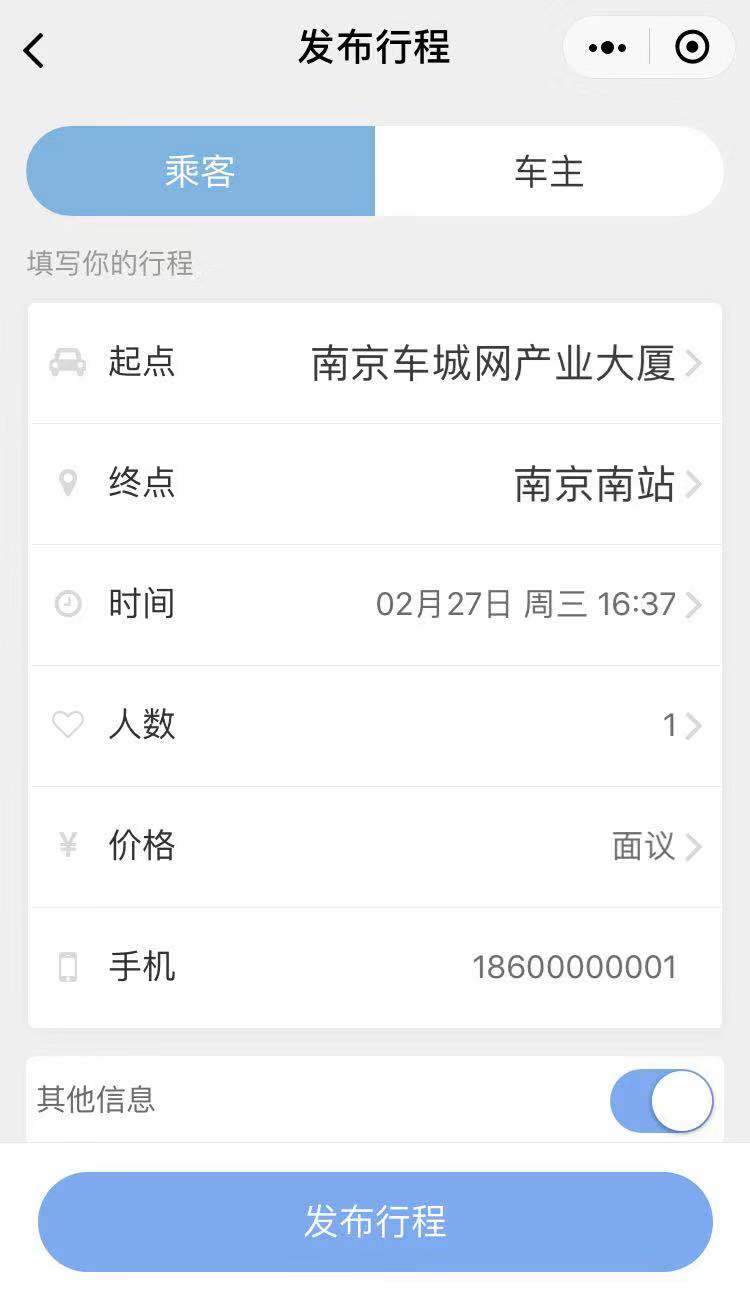 发布行程
乘客 车主
填写你的行程
起点 南京车城网产业大厦
终点 南京南站
时间 02月27日 周三 16:37
人数 1
¥ 价格 面议
手机 18600000001
其他信息
发布行程